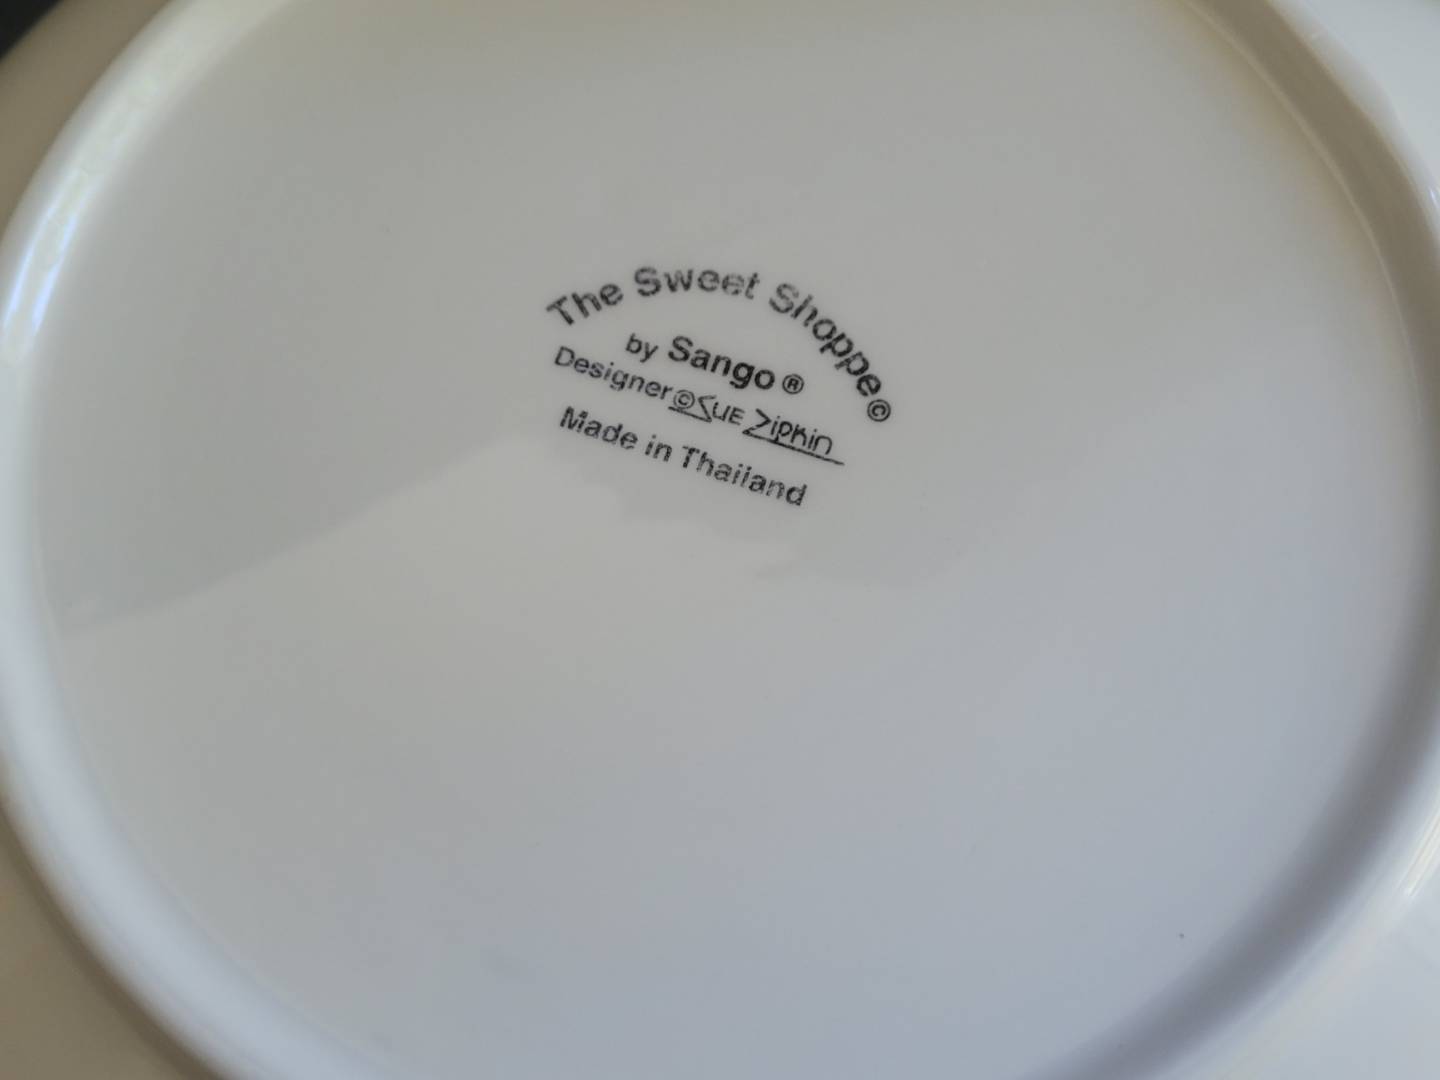 The Sweet Shoppe©
by Sango®
Designer © SUE Zipkin
Made in Thailand